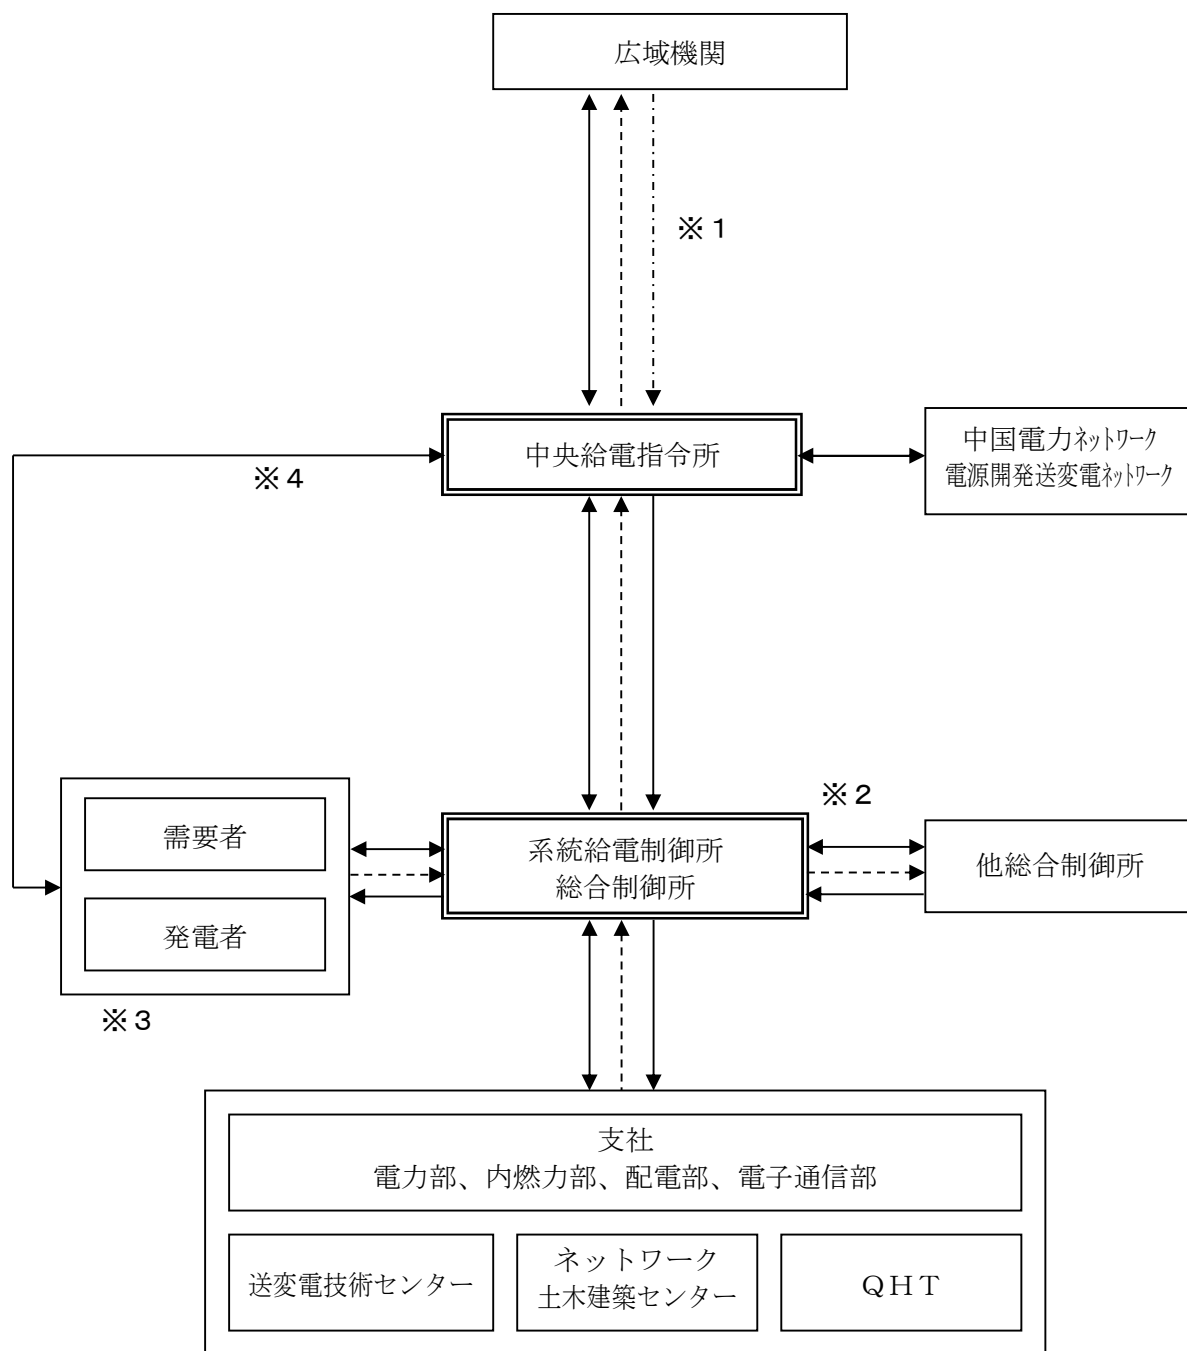 広域機関
※１
中央給電指令所
中国電力ﾈｯﾄﾜｰｸ
電源開発送変電ﾈｯﾄﾜｰｸ
※４
※２
需要者
発電者
系統給電制御所
総合制御所
他総合制御所
※３
支社
電力部、内燃力部、配電部、電子通信部
送変電技術センター
ネットワーク
土木建築センター
ＱＨＴ